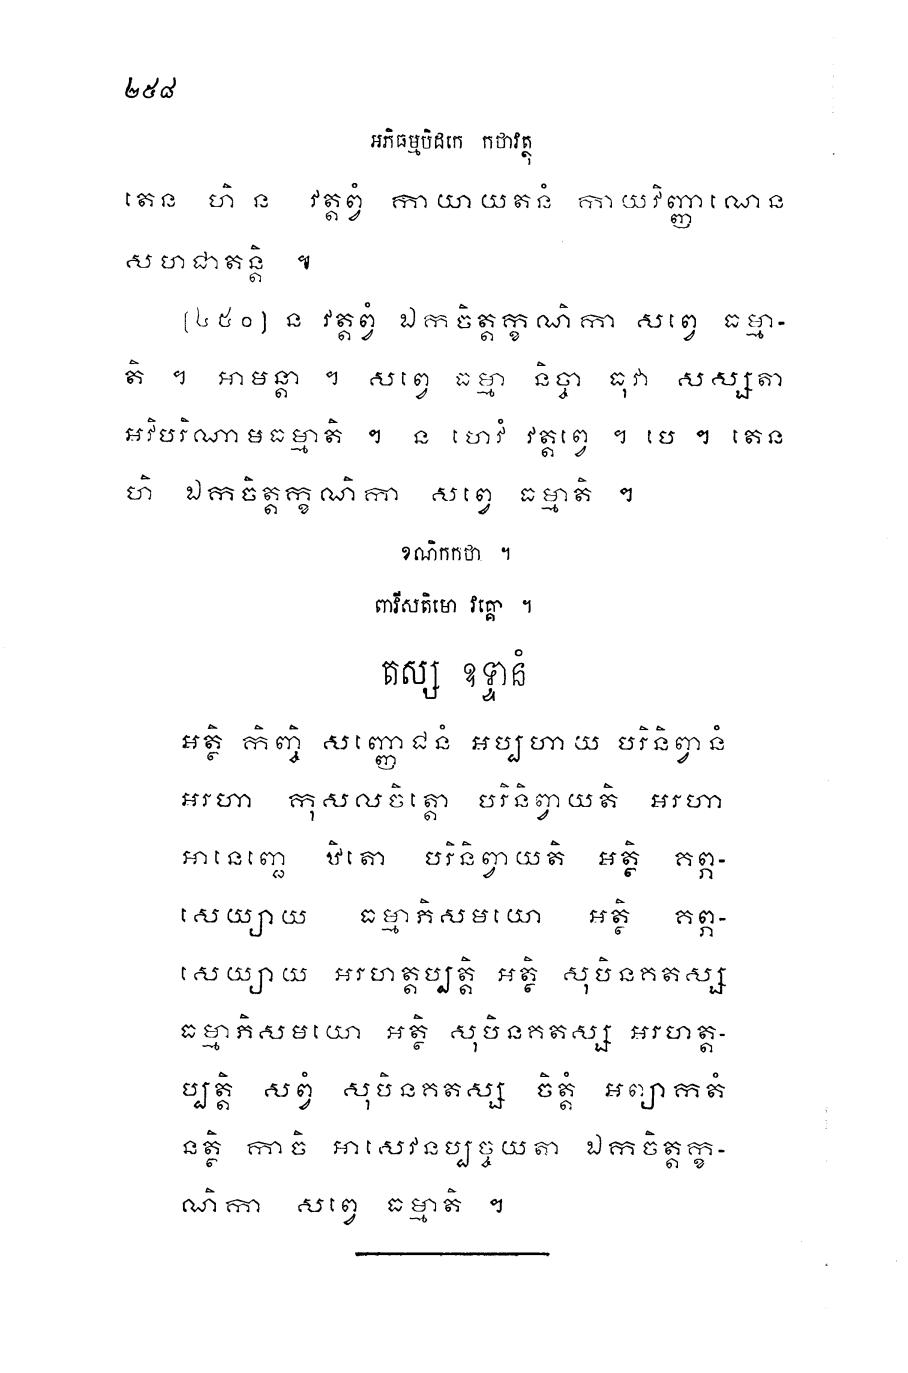 ២៥៨
អភិធម្មបិដកេ កថាវត្ថុ
តេន ហិ ន វត្តព្វំ កាយាយតនំ កាយវិញ្ញាណេន
សហជាតន្តិ ៕
(៤៥០) ន វត្តព្វំ ឯកចិត្តក្ខណិកា សព្វេ ធម្មា-
តិ ។ អាមន្តា ។ សព្វេ ធម្មា និច្ចា ធុវា សស្សតា
អវិបរិណាមធម្មាតិ ។ ន ហេវំ វត្តព្វេ ។ បេ ។ តេន
ហិ ឯកចិត្តក្ខណិកា សព្វេ ធម្មាតិ ។
ខណិកកថា ។
ពាវីសតិមោ វគ្គោ ។
តស្ស ឧទ្ទានំ
អត្ថិ កិញ្ចិ សញ្ញោជនំ អប្បហាយ បរិនិព្វានំ
អរហា កុសលចិត្តោ បរិនិព្វាយតិ អរហា
អានេញ្ជេ ឋិតោ បរិនិព្វាយតិ អត្ថិ គព្ភ-
សេយ្យាយ ធម្មាភិសមយោ អត្ថិ គព្ភ-
សេយ្យាយ អរហត្តប្បត្តិ អត្ថិ សុបិនគតស្ស
ធម្មាភិសមយោ អត្ថិ សុបិនគតស្ស អរហត្ត-
ប្បត្តិ សព្វំ សុបិនគតស្ស ចិត្តំ អព្យាកតំ
នត្ថិ កាចិ អាសេវនប្បច្ចយតា ឯកចិត្តក្ខ-
ណិកា សព្វេ ធម្មាតិ ។